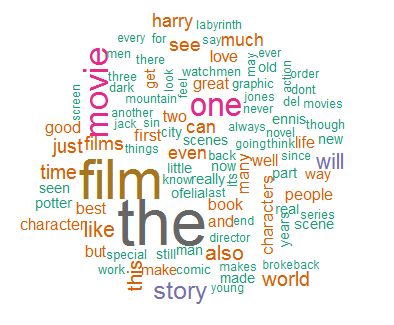 harry labyrinth
every for say
men there see much may ever
three get look love old order
movie dark feel watchmen action
screen mountain great graphic jones odont
another two one never del movies
good jack sin first city can always ennis though
just films things scenes novel new life
time film even back going think since will
seen little now many well part way
potter know really its people
best the ofelia last book characters real series
character like and end years scene
but special still man director also brokeback
this make comic makes made world
work story young